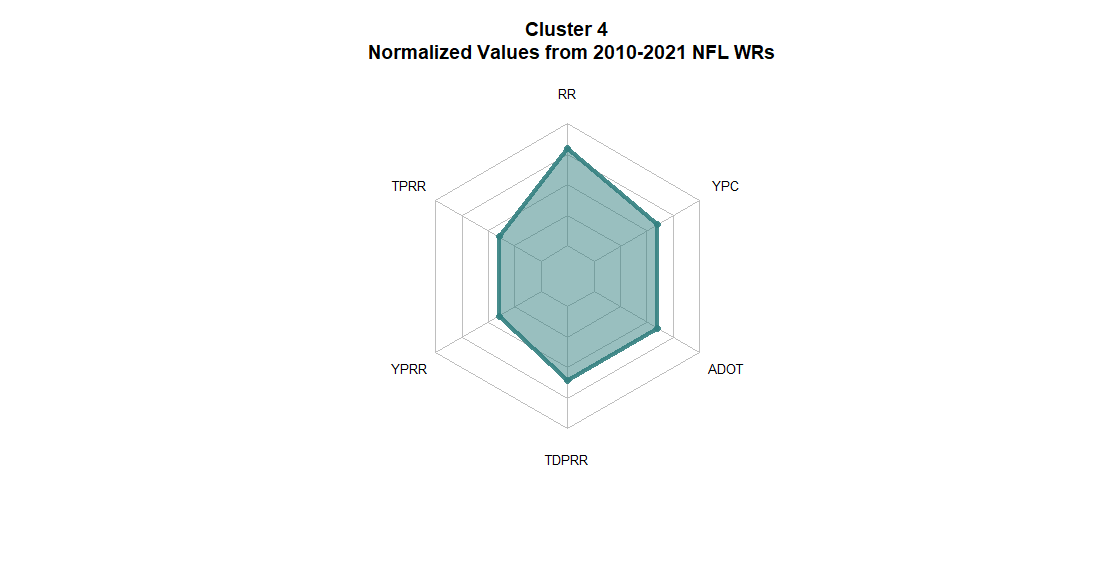 Cluster 4
Normalized Values from 2010-2021 NFL WRs
RR
TPRR
YPC
YPRR
ADOT
TDPRR